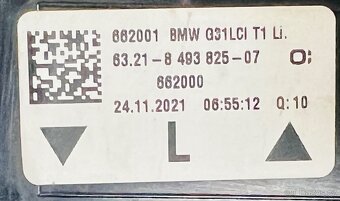 662001 BMW G31LCI T1 Li.
63.21-8 493 825-07
662000
24.11.2021 06:55:12 Q:10
L